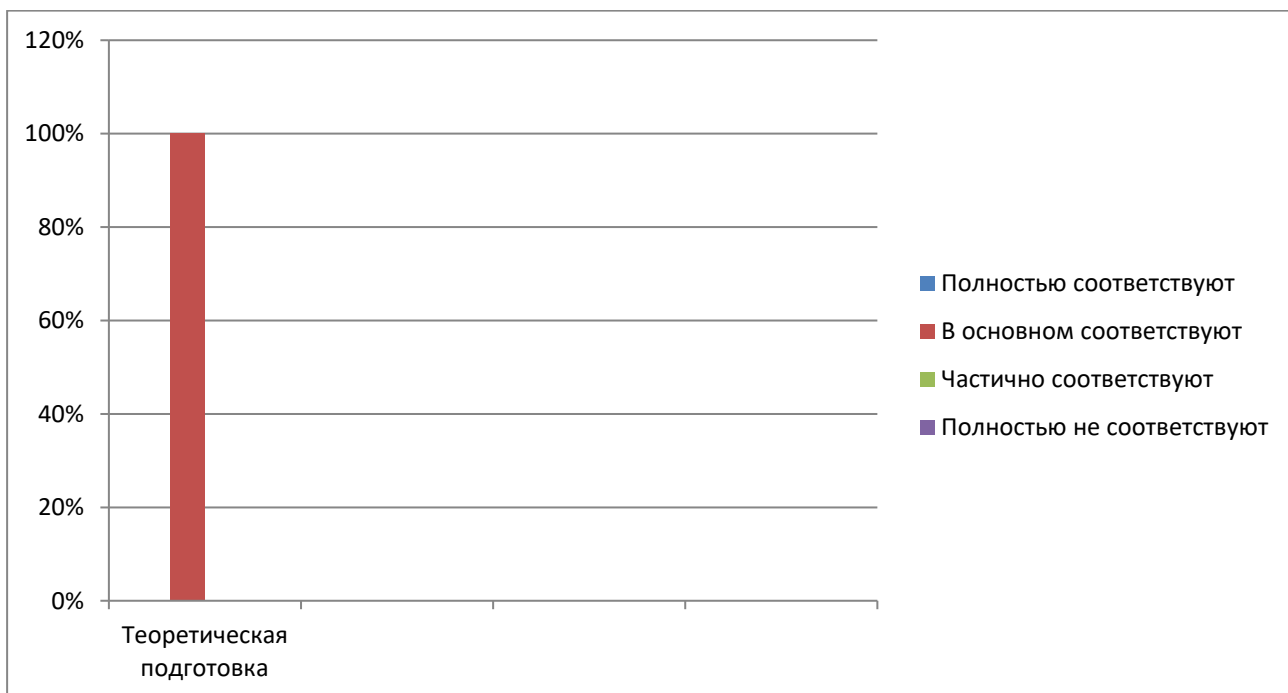 120%
100%
80%
60%
40%
20%
0%
Теоретическая
подготовка
Полностью соответствуют
В основном соответствуют
Частично соответствуют
Полностью не соответствуют